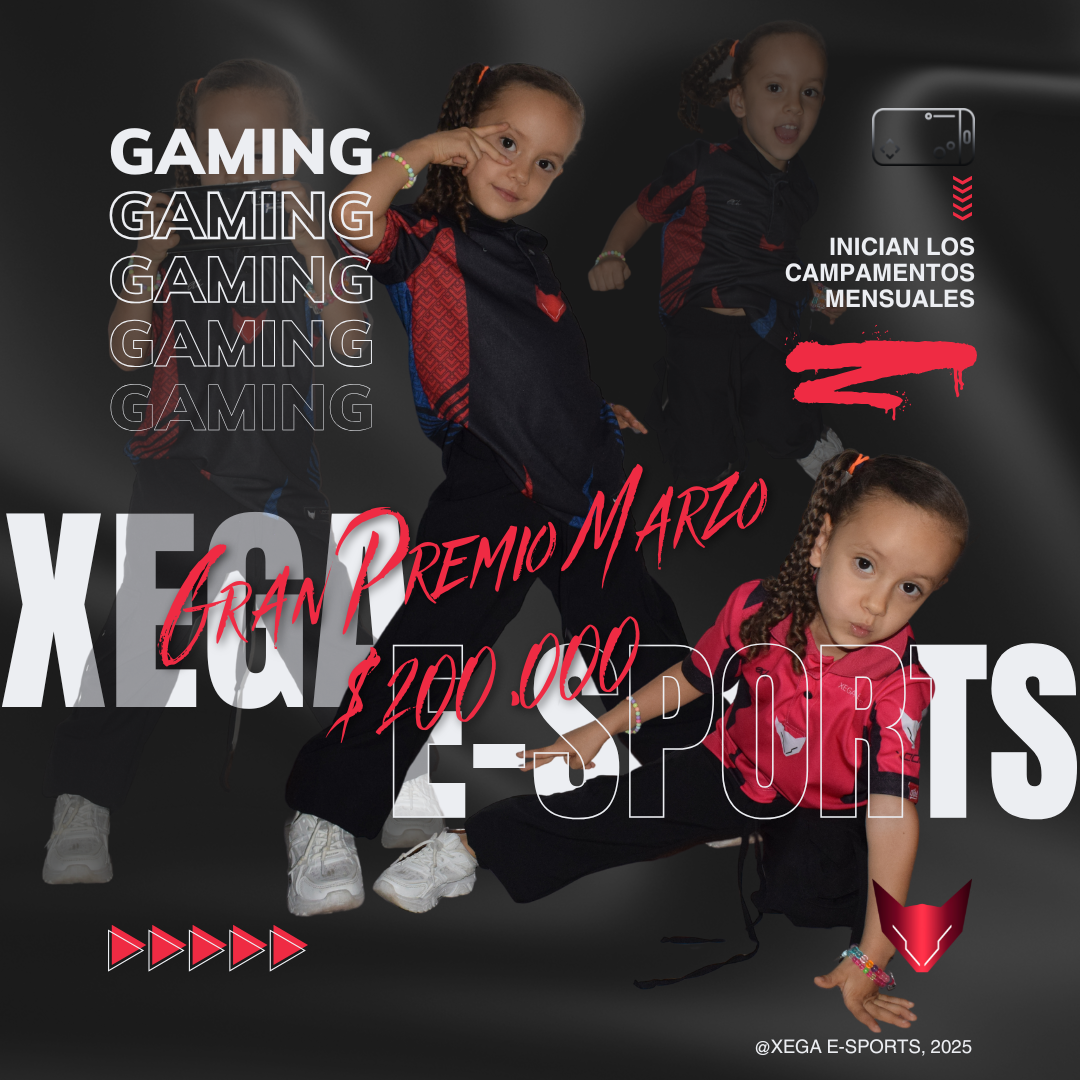 GAMING
GAMING
GAMING
GAMING
GAMING
INICIAN LOS
CAMPAMENTOS
MENSUALES
XEGA
GRAN PREMIO MARZO
$200.000
E-SPORTS
XEGA
@XEGA E-SPORTS, 2025